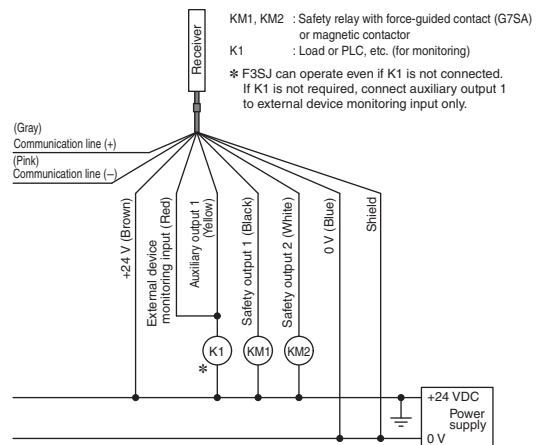 Receiver
KM1, KM2 : Safety relay with force-guided contact (G7SA)
or magnetic contactor
K1 : Load or PLC, etc. (for monitoring)
* F3SJ can operate even if K1 is not connected.
If K1 is not required, connect auxiliary output 1
to external device monitoring input only.
(Gray)
Communication line (+)
(Pink)
Communication line (–)
+24 V (Brown)
External device
monitoring input (Red)
Auxiliary output 1
(Yellow)
Safety output 1 (Black)
Safety output 2 (White)
0 V (Blue)
Shield
K1
KM1
KM2
*
+24 VDC
Power
supply
0 V